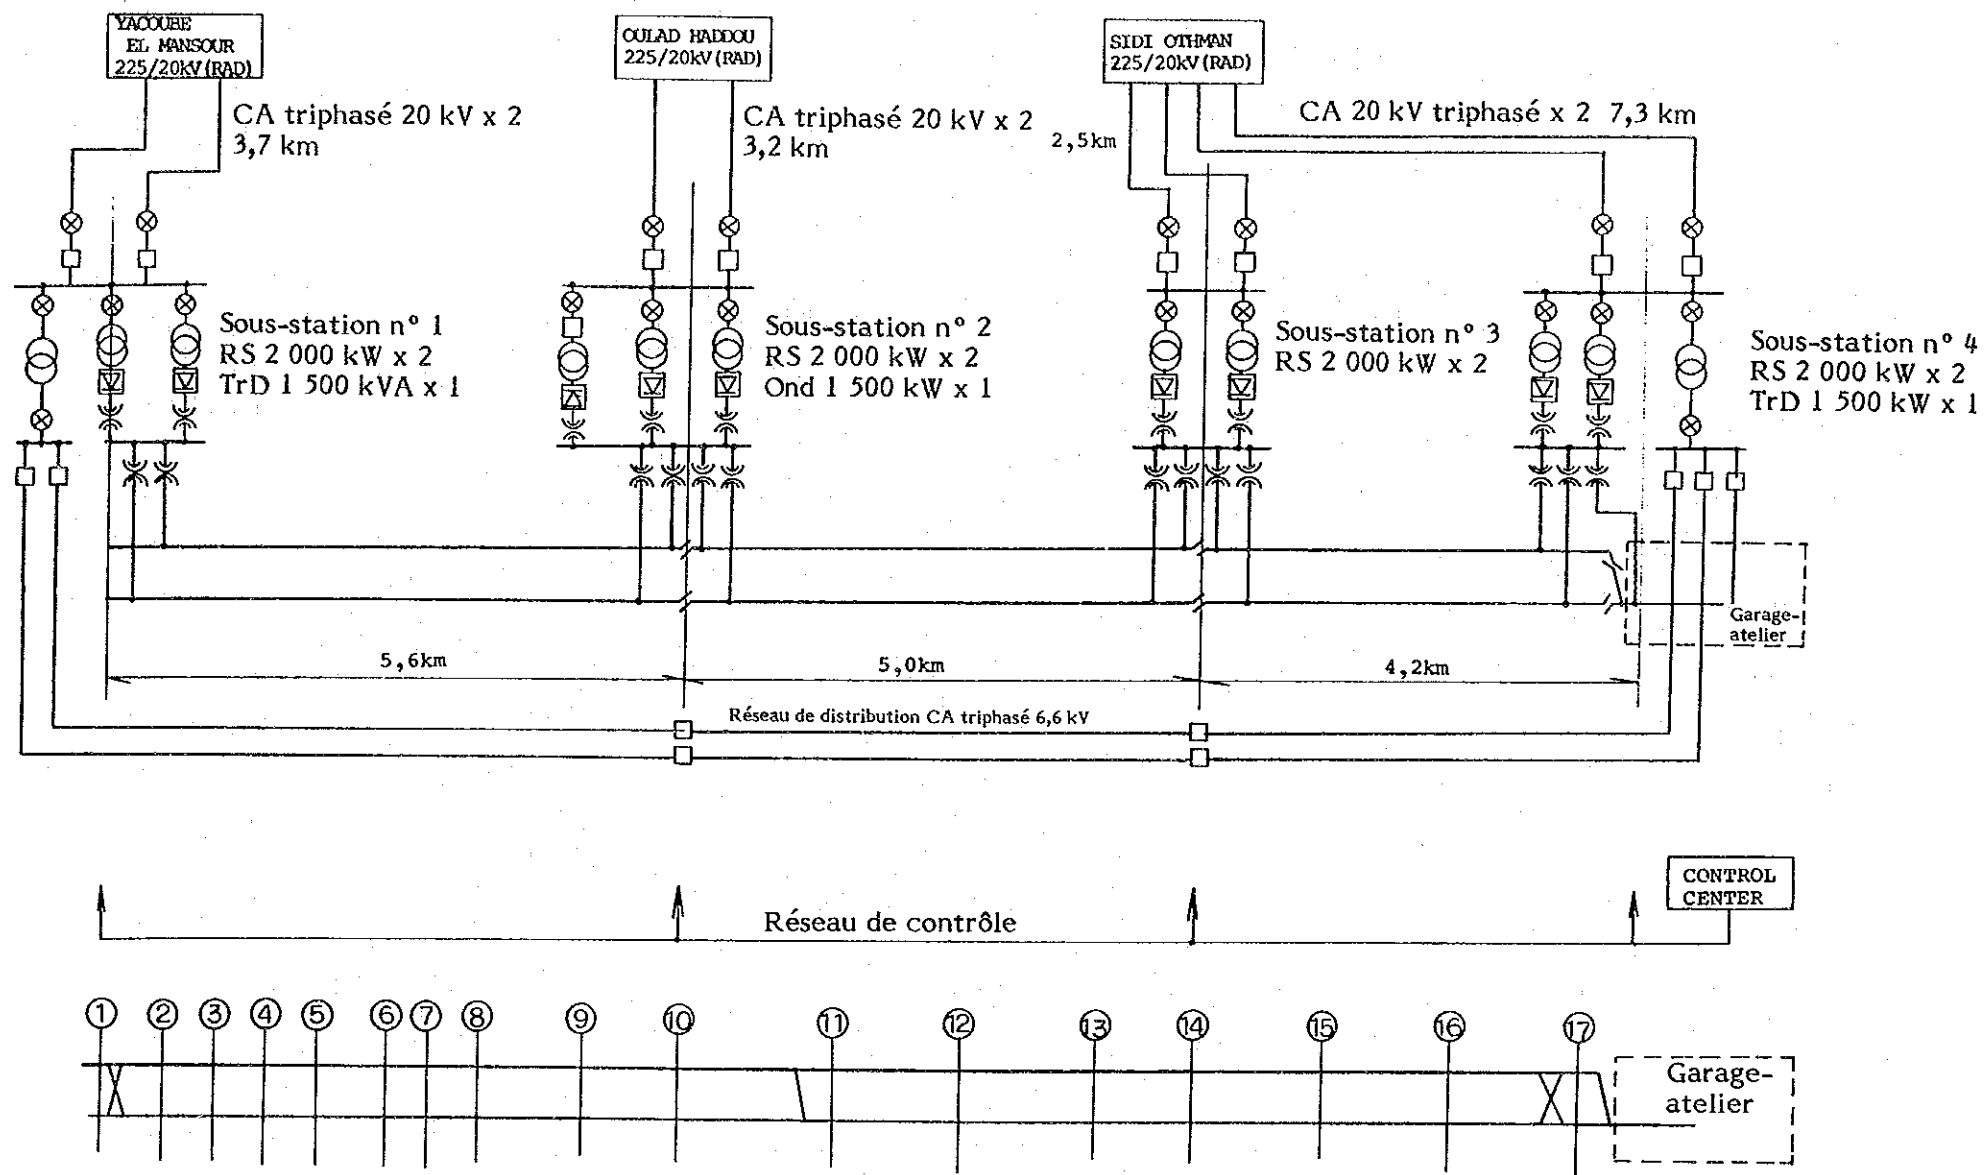 YACOUBE
EL MANSOUR
225/20kV(RAD)
OULAD HADDOU
225/20kV(RAD)
SIDI OTHMAN
225/20kV(RAD)
CA triphasé 20 kV x 2
3,7 km
CA triphasé 20 kV x 2
3,2 km
2,5km
CA 20 kV triphasé x 2 7,3 km
Sous-station n° 1
RS 2 000 kW x 2
TrD 1 500 kVA x 1
Sous-station n° 2
RS 2 000 kW x 2
Ond 1 500 kW x 1
Sous-station n° 3
RS 2 000 kW x 2
Sous-station n° 4
RS 2 000 kW x 2
TrD 1 500 kW x 1
Garage-
atelier
5,6km
5,0km
4,2km
Réseau de distribution CA triphasé 6,6 kV
CONTROL
CENTER
Réseau de contrôle
1 2 3 4 5 6 7 8 9 10 11 12 13 14 15 16 17
Garage-
atelier